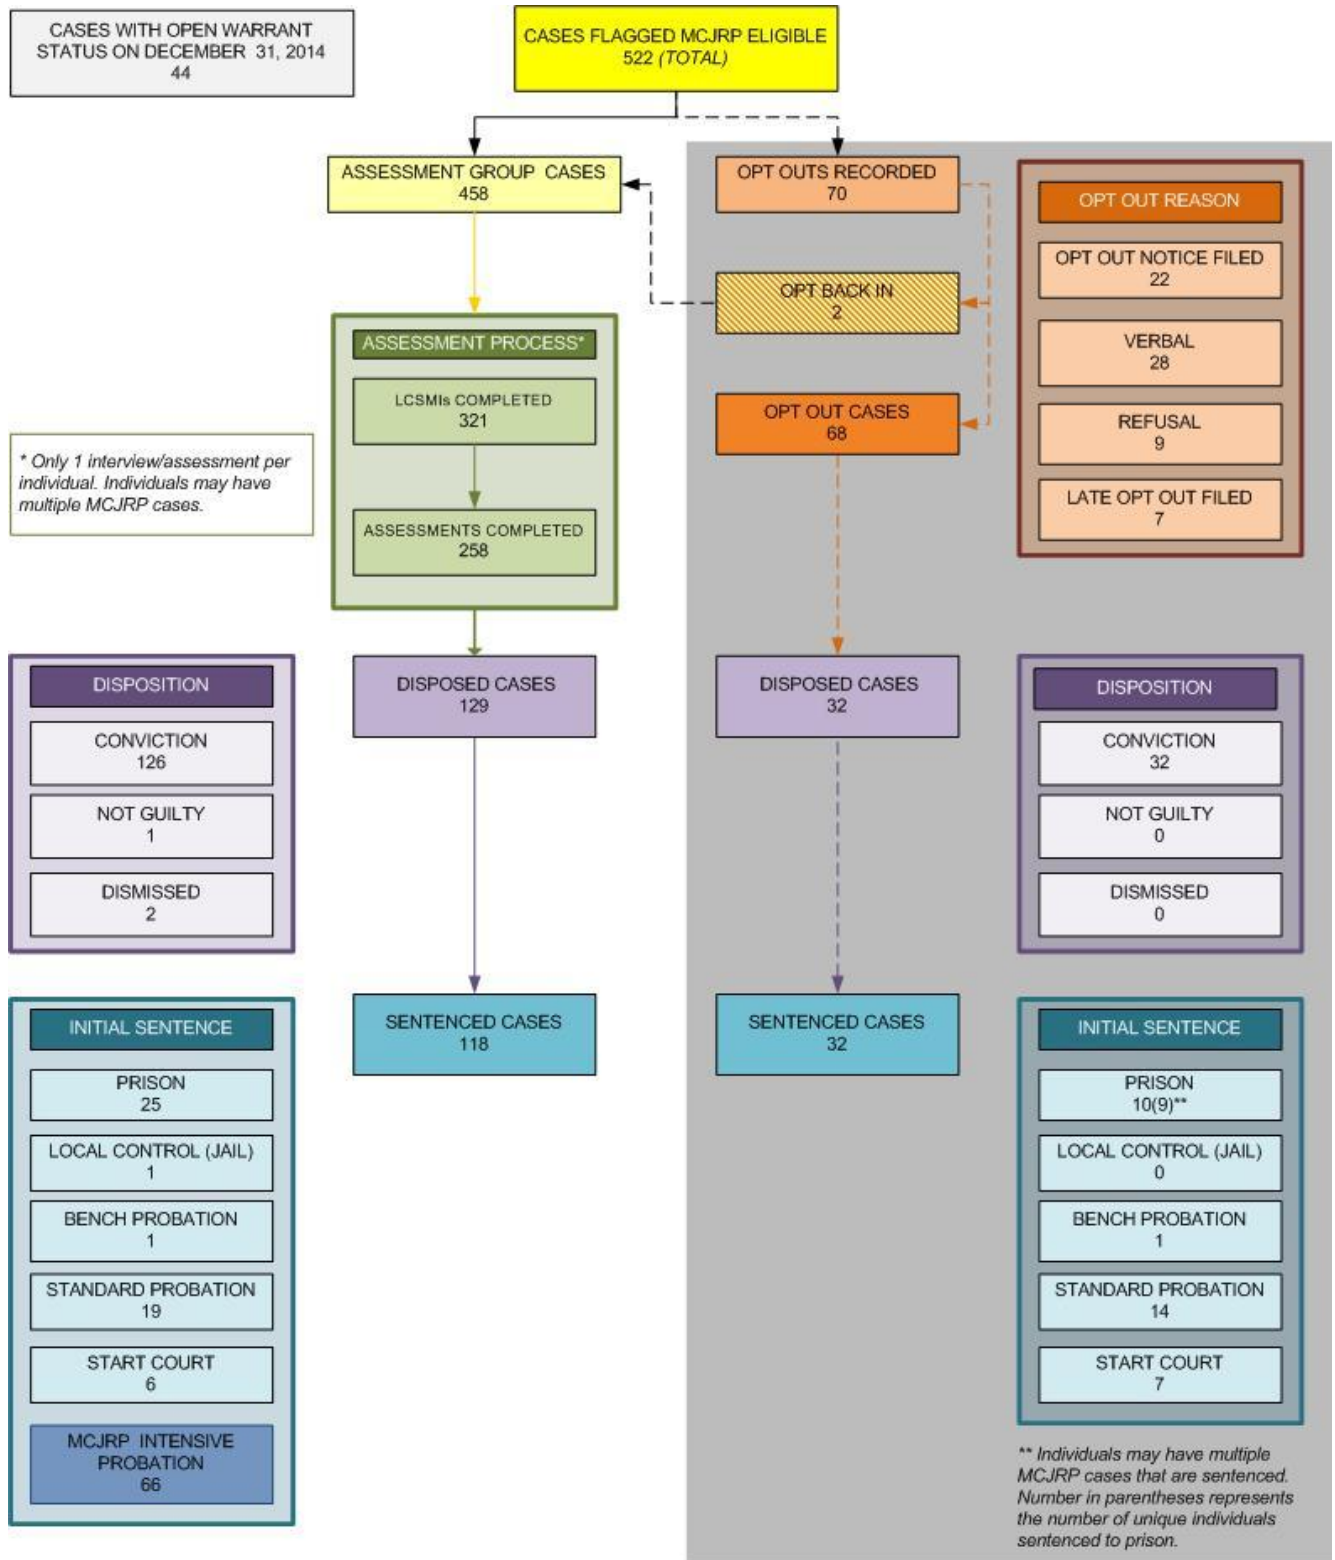 CASES WITH OPEN WARRANT
STATUS ON DECEMBER 31, 2014
44
CASES FLAGGED MCJRP ELIGIBLE
522 (TOTAL)
ASSESSMENT GROUP CASES
458
OPT OUTS RECORDED
70
OPT BACK IN
2
OPT OUT CASES
68
OPT OUT REASON
OPT OUT NOTICE FILED
22
VERBAL
28
REFUSAL
9
LATE OPT OUT FILED
7
ASSESSMENT PROCESS*
LCSMIs COMPLETED
321
ASSESSMENTS COMPLETED
258
* Only 1 interview/assessment per
individual. Individuals may have
multiple MCJRP cases.
DISPOSITION
CONVICTION
126
NOT GUILTY
1
DISMISSED
2
DISPOSED CASES
129
DISPOSED CASES
32
DISPOSITION
CONVICTION
32
NOT GUILTY
0
DISMISSED
0
INITIAL SENTENCE
PRISON
25
LOCAL CONTROL (JAIL)
1
BENCH PROBATION
1
STANDARD PROBATION
19
START COURT
6
MCJRP INTENSIVE
PROBATION
66
SENTENCED CASES
118
SENTENCED CASES
32
INITIAL SENTENCE
PRISON
10(9)**
LOCAL CONTROL (JAIL)
0
BENCH PROBATION
1
STANDARD PROBATION
14
START COURT
7
** Individuals may have multiple
MCJRP cases that are sentenced.
Number in parentheses represents
the number of unique individuals
sentenced to prison.